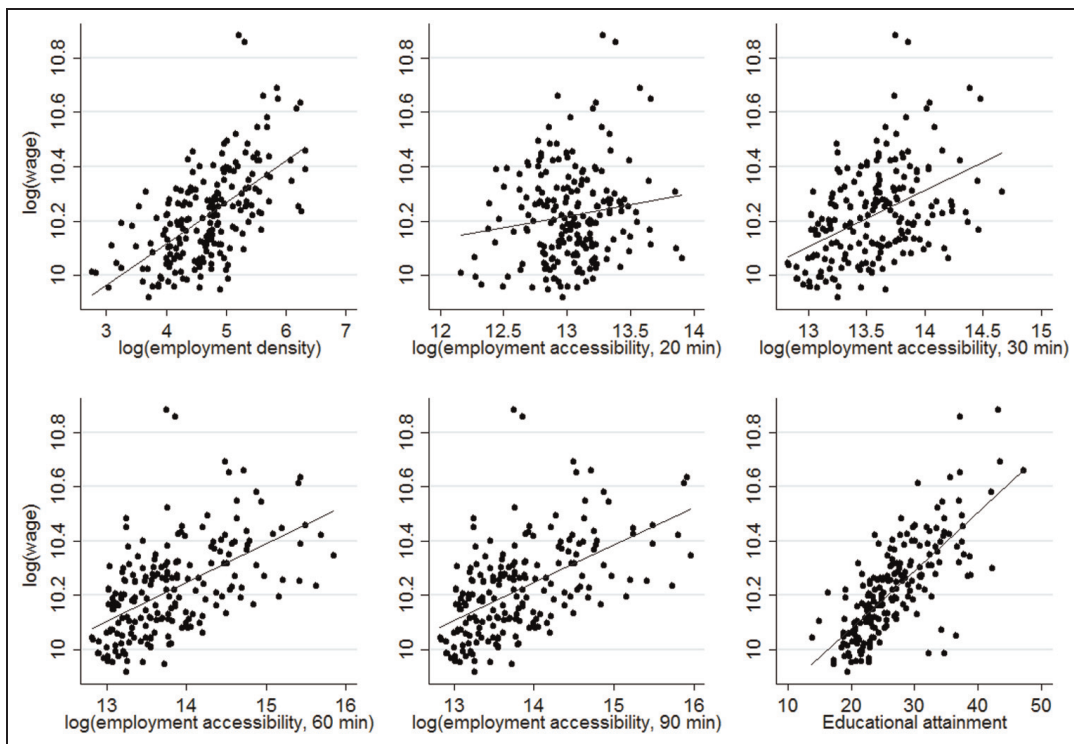 log(wage)
10 10.2 10.4 10.6 10.8
3 4 5 6 7
log(employment density)
10 10.2 10.4 10.6 10.8
12 12.5 13 13.5 14
log(employment accessibility, 20 min)
10 10.2 10.4 10.6 10.8
13 13.5 14 14.5 15
log(employment accessibility, 30 min)
log(wage)
10 10.2 10.4 10.6 10.8
13 14 15 16
log(employment accessibility, 60 min)
10 10.2 10.4 10.6 10.8
13 14 15 16
log(employment accessibility, 90 min)
10 10.2 10.4 10.6 10.8
10 20 30 40 50
Educational attainment